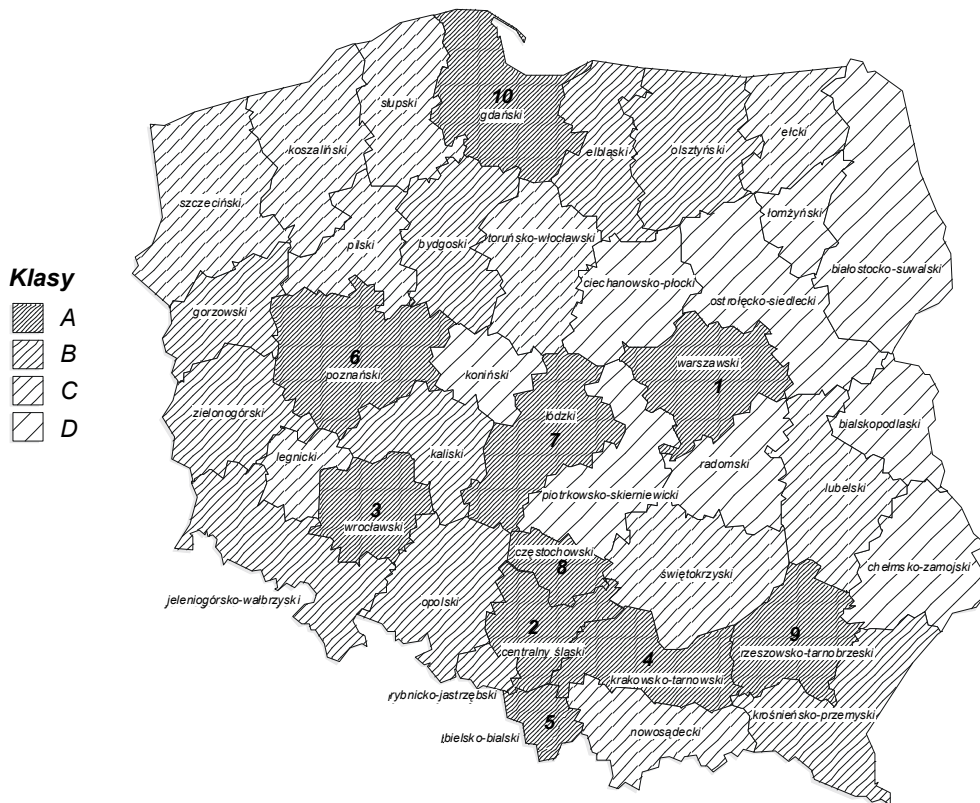 10
gdański
słupski
koszaliński
szczeciński
elbląski
olsztyński
ełcki
łomżyński
białostocko-suwalski
pilski
bydgoski
toruńsko-włocławski
ciechanowsko-płocki
ostrołęcko-siedlecki
Klasy
A
B
C
D
gorzowski
6
poznański
koniński
warszawski
1
zielonogórski
legnicki
kaliski
łódzki
7
bialskopodlaski
radomski
lubelski
piotrkowsko-skierniewicki
3
wrocławski
częstochowski
8
świętokrzyski
chełmsko-zamojski
jeleniogórsko-wałbrzyski
opolski
2
centralny śląski
4
krakowsko-tarnowski
9
rzeszowsko-tarnobrzeski
rybnicko-jastrzębski
5
bielsko-bialski
nowosądecki
krośnieńsko-przemyski